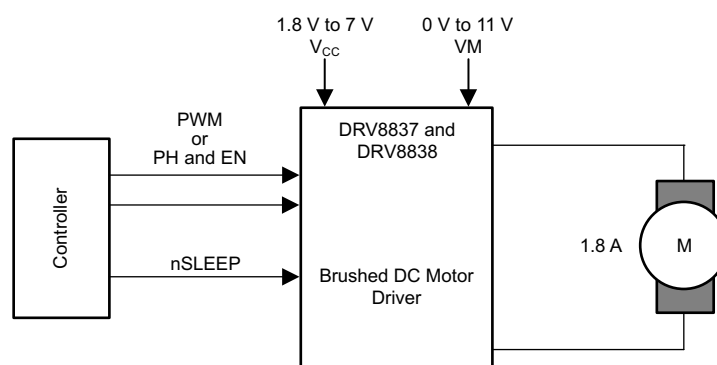 1.8 V to 7 V
VCC
0 V to 11 V
VM
PWM
or
PH and EN
DRV8837 and
DRV8838
Controller
nSLEEP
Brushed DC Motor
Driver
1.8 A
M